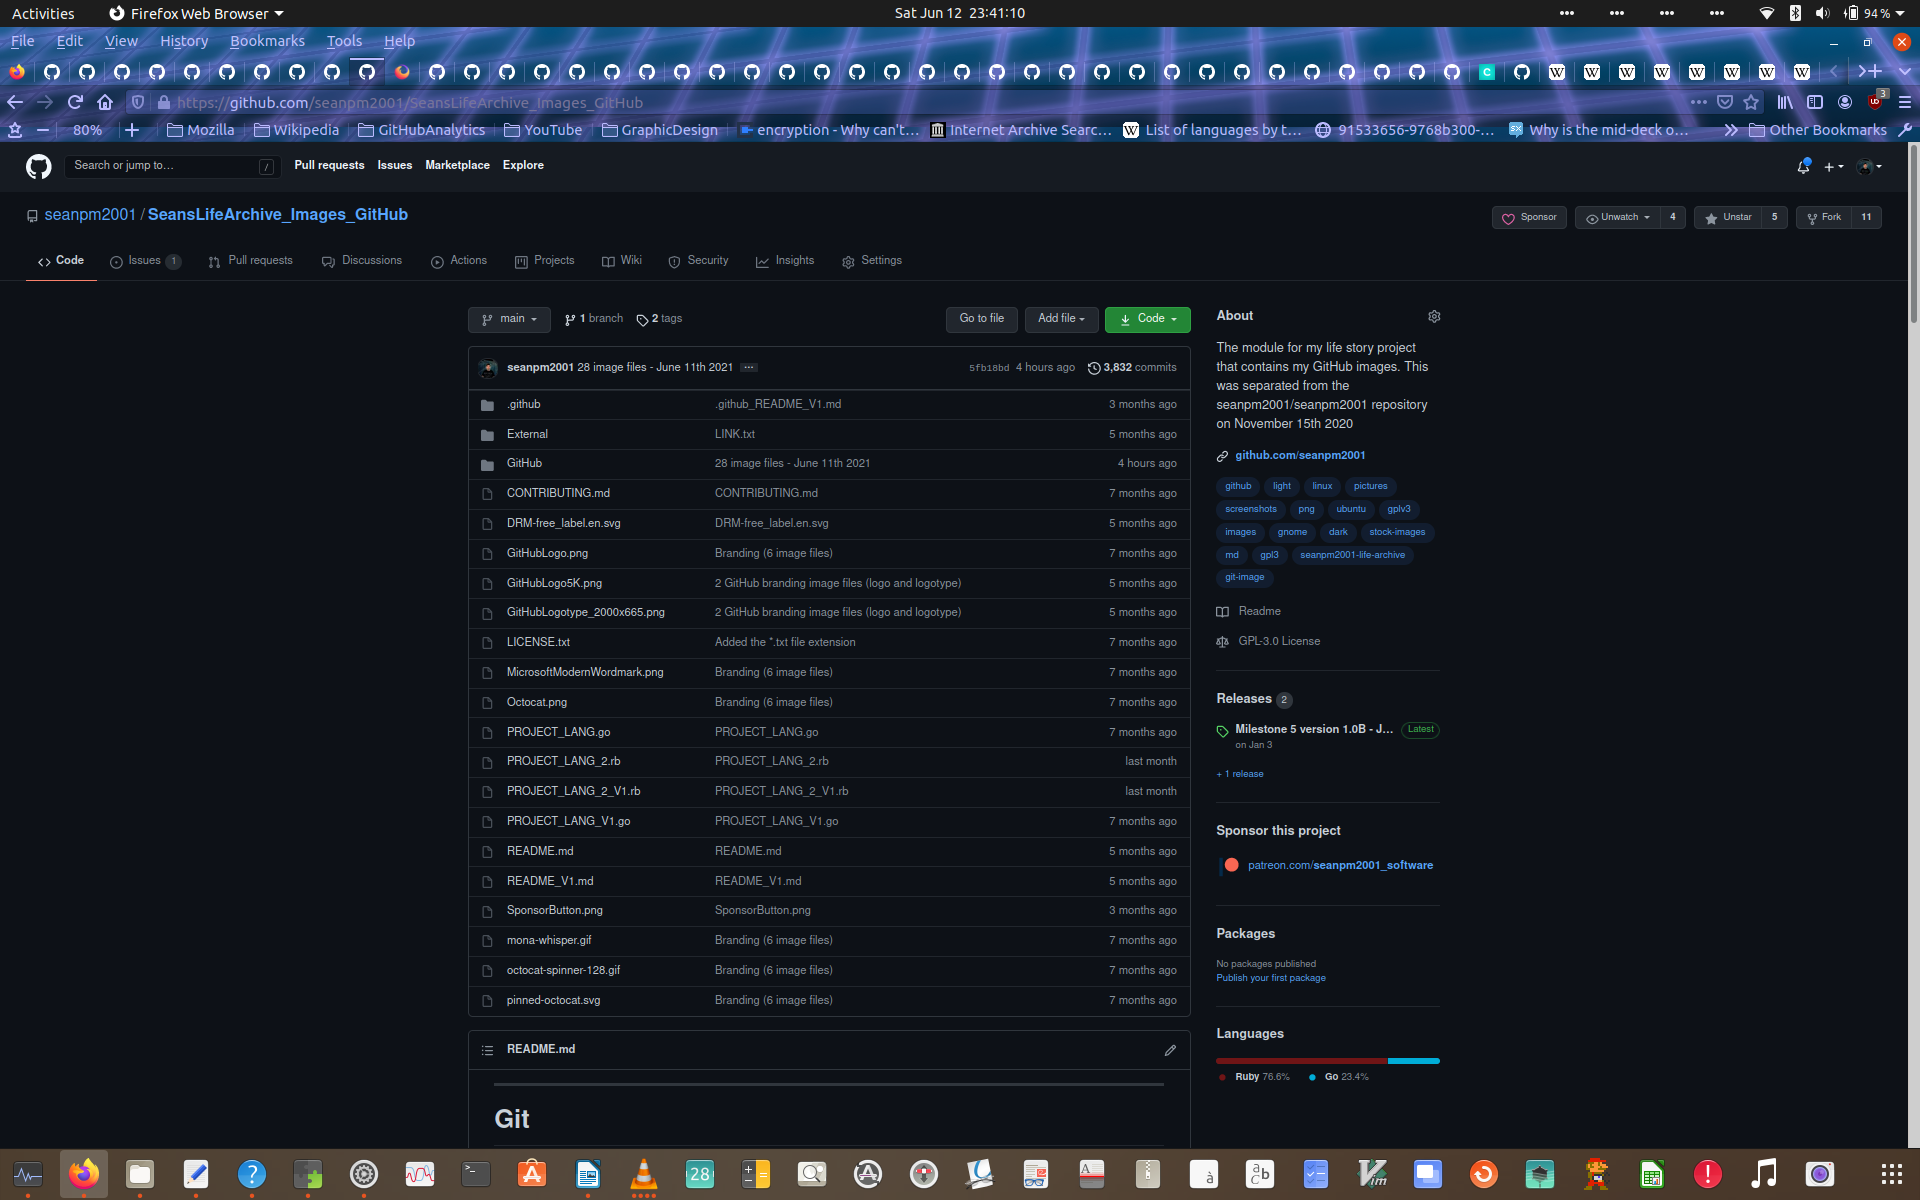 Activities Firefox Web Browser Sat Jun 12 23:41:10 94 %
File Edit View History Bookmarks Tools Help
https://github.com/seanpm2001/SeansLifeArchive_Images_GitHub 3
80% Mozilla Wikipedia GitHubAnalytics YouTube GraphicDesign encryption - Why can't… Internet Archive Searc… List of languages by t… 91533656-9768b300-… Why is the mid-deck o… Other Bookmarks
Search or jump to… / Pull requests Issues Marketplace Explore
seanpm2001 / SeansLifeArchive_Images_GitHub Sponsor Unwatch 4 Unstar 5 Fork 11
Code Issues 1 Pull requests Discussions Actions Projects Wiki Security Insights Settings
main 1 branch 2 tags Go to file Add file Code
seanpm2001 28 image files - June 11th 2021 ... 5fb18bd 4 hours ago 3,832 commits
.github .github_README_V1.md 3 months ago
External LINK.txt 5 months ago
GitHub 28 image files - June 11th 2021 4 hours ago
CONTRIBUTING.md CONTRIBUTING.md 7 months ago
DRM-free_label.en.svg DRM-free_label.en.svg 5 months ago
GitHubLogo.png Branding (6 image files) 7 months ago
GitHubLogo5K.png 2 GitHub branding image files (logo and logotype) 5 months ago
GitHubLogotype_2000x665.png 2 GitHub branding image files (logo and logotype) 5 months ago
LICENSE.txt Added the *.txt file extension 7 months ago
MicrosoftModernWordmark.png Branding (6 image files) 7 months ago
Octocat.png Branding (6 image files) 7 months ago
PROJECT_LANG.go PROJECT_LANG.go 7 months ago
PROJECT_LANG_2.rb PROJECT_LANG_2.rb last month
PROJECT_LANG_2_V1.rb PROJECT_LANG_2_V1.rb last month
PROJECT_LANG_V1.go PROJECT_LANG_V1.go 7 months ago
README.md README.md 5 months ago
README_V1.md README_V1.md 5 months ago
SponsorButton.png SponsorButton.png 3 months ago
mona-whisper.gif Branding (6 image files) 7 months ago
octocat-spinner-128.gif Branding (6 image files) 7 months ago
pinned-octocat.svg Branding (6 image files) 7 months ago
README.md
Git
About
The module for my life story project
that contains my GitHub images. This
was separated from the
seanpm2001/seanpm2001 repository
on November 15th 2020
github.com/seanpm2001
github light linux pictures
screenshots png ubuntu gplv3
images gnome dark stock-images
md gpl3 seanpm2001-life-archive
git-image
Readme
GPL-3.0 License
Releases 2
Milestone 5 version 1.0B - J... Latest
on Jan 3
+ 1 release
Sponsor this project
patreon.com/seanpm2001_software
Packages
No packages published
Publish your first package
Languages
Ruby 76.6% Go 23.4%
28